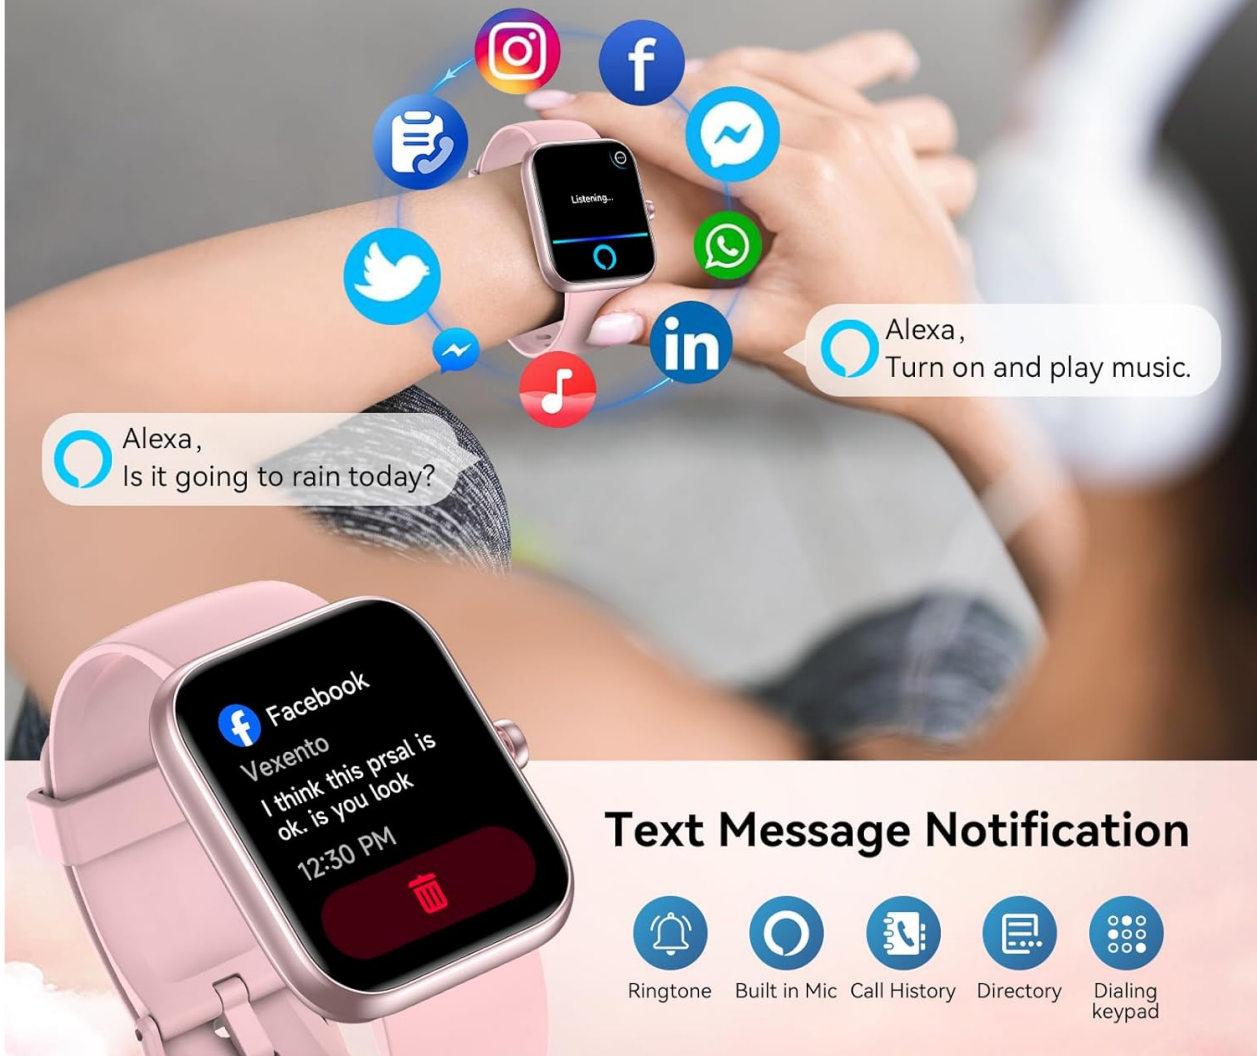 Listening...
Alexa,
Turn on and play music.
Alexa,
Is it going to rain today?
Facebook
Vexento
I think this prsal is
ok. is you look
12:30 PM
Text Message Notification
Ringtone
Built in Mic
Call History
Directory
Dialing
keypad